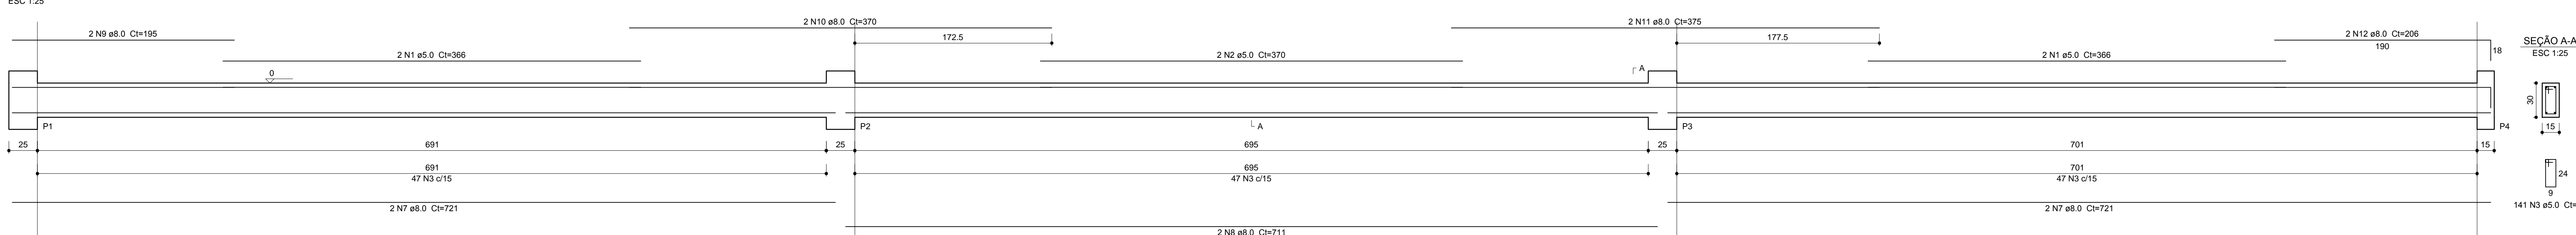 ESC 1:25
2 N10 ø8.0 Ct=370
2 N11 ø8.0 Ct=375
2 N9 ø8.0 Ct=195
172.5
177.5
2 N12 ø8.0 Ct=206
190
18
SEÇÃO A-A
ESC 1:25
2 N1 ø5.0 Ct=366
2 N2 ø5.0 Ct=370
2 N1 ø5.0 Ct=366
0
A
30
15
P1
P2
A
P3
P4
25
691
25
695
25
701
15
691
695
701
47 N3 c/15
47 N3 c/15
47 N3 c/15
24
9
2 N7 ø8.0 Ct=721
2 N7 ø8.0 Ct=721
141 N3 ø5.0 Ct=
2 N8 ø8.0 Ct=711